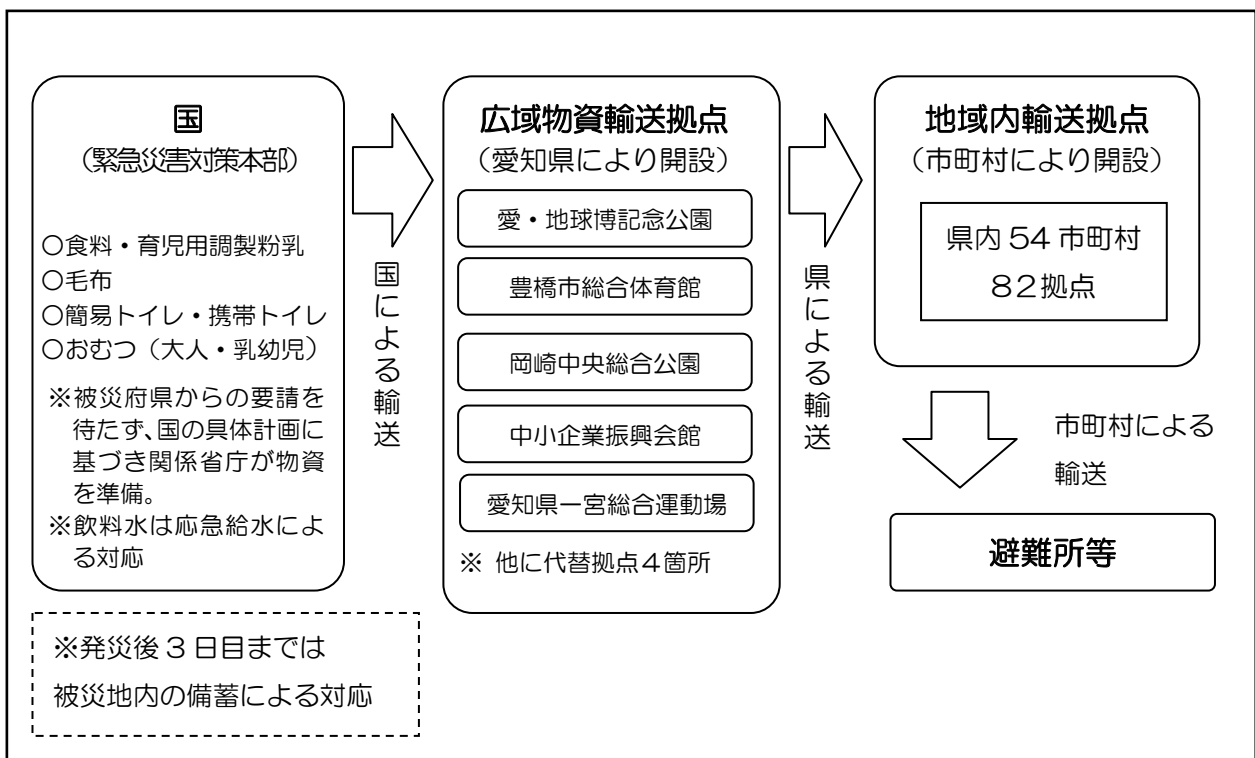 国
（緊急災害対策本部）
○食料・育児用調製粉乳
○毛布
○簡易トイレ・携帯トイレ
○おむつ（大人・乳幼児）
※被災府県からの要請を
待たず、国の具体計画に
基づき関係省庁が物資
を準備。
※飲料水は応急給水によ
る対応
※発災後３日目までは
被災地内の備蓄による対応
国による輸送
広域物資輸送拠点
（愛知県により開設）
愛・地球博記念公園
豊橋市総合体育館
岡崎中央総合公園
中小企業振興会館
愛知県一宮総合運動場
※ 他に代替拠点４箇所
県による輸送
地域内輸送拠点
（市町村により開設）
県内 54 市町村
８２拠点
市町村による
輸送
避難所等